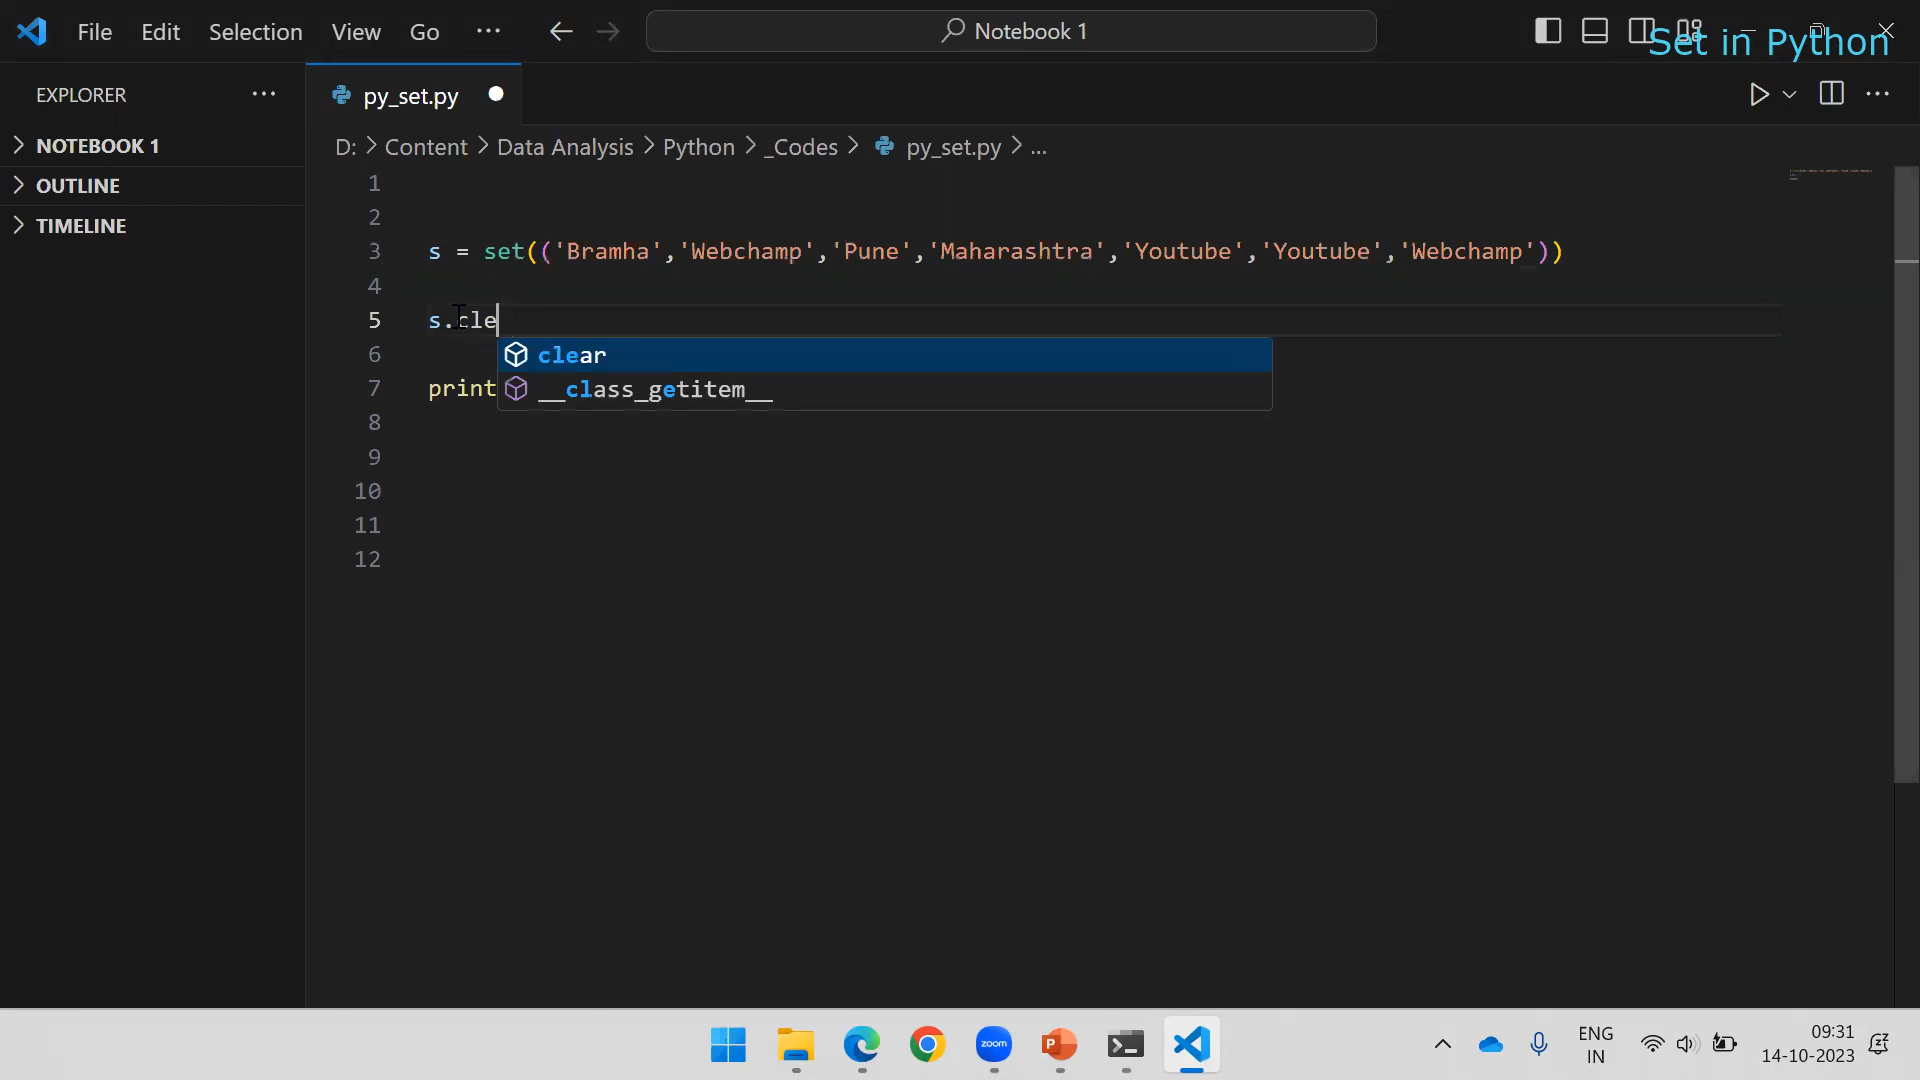 File Edit Selection View Go ··· Notebook 1
Set in Python
EXPLORER ···
py_set.py
NOTEBOOK 1
D: > Content > Data Analysis > Python > _Codes > py_set.py > ...
OUTLINE
TIMELINE
1
2
3 s = set(('Bramha','Webchamp','Pune','Maharashtra','Youtube','Youtube','Webchamp'))
4
5 s.cle
6 clear
7 print __class_getitem__
8
9
10
11
12
zoom
P
ENG
IN
09:31
14-10-2023